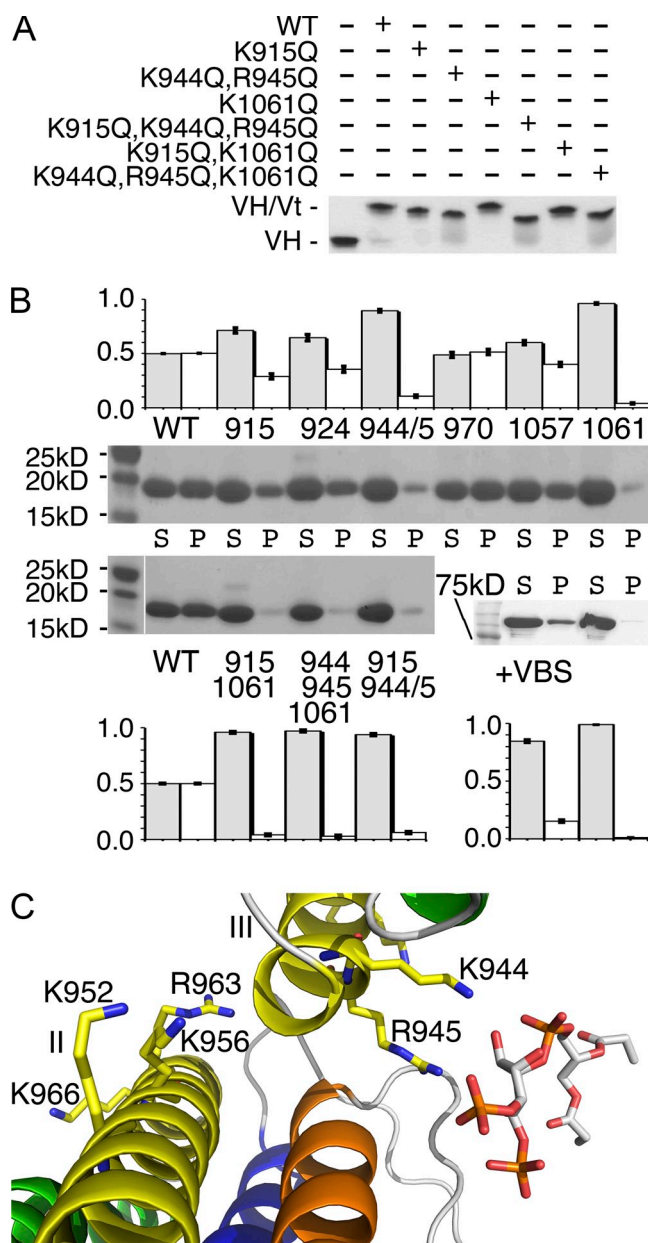 A
WT - + - - - - - -
K915Q - - + - - - - -
K944Q,R945Q - - - + - - - -
K1061Q - - - - + - - -
K915Q,K944Q,R945Q - - - - - + - -
K915Q,K1061Q - - - - - - + -
K944Q,R945Q,K1061Q - - - - - - - +
VH/Vt -
VH -
B
1.0
0.5
0.0
WT 915 924 944/5 970 1057 1061
25kD
20kD
15kD
S P S P S P S P S P S P S P
25kD
20kD
15kD
75kD S P S P
WT 915 944 915
1061 945 944/5
1061
+VBS
1.0 1.0
0.5 0.5
0.0 0.0
C
III
K944
K952
R963
II
K956
R945
K966